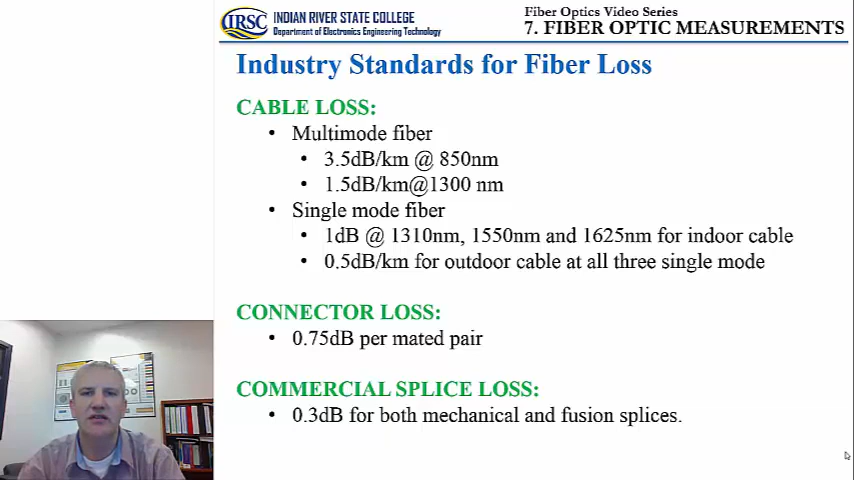 IRSC
INDIAN RIVER STATE COLLEGE
Department of Electronics Engineering Technology
Fiber Optics Video Series
7. FIBER OPTIC MEASUREMENTS
Industry Standards for Fiber Loss
CABLE LOSS:
• Multimode fiber
• 3.5dB/km @ 850nm
• 1.5dB/km@1300 nm
• Single mode fiber
• 1dB @ 1310nm, 1550nm and 1625nm for indoor cable
• 0.5dB/km for outdoor cable at all three single mode
CONNECTOR LOSS:
• 0.75dB per mated pair
COMMERCIAL SPLICE LOSS:
• 0.3dB for both mechanical and fusion splices.